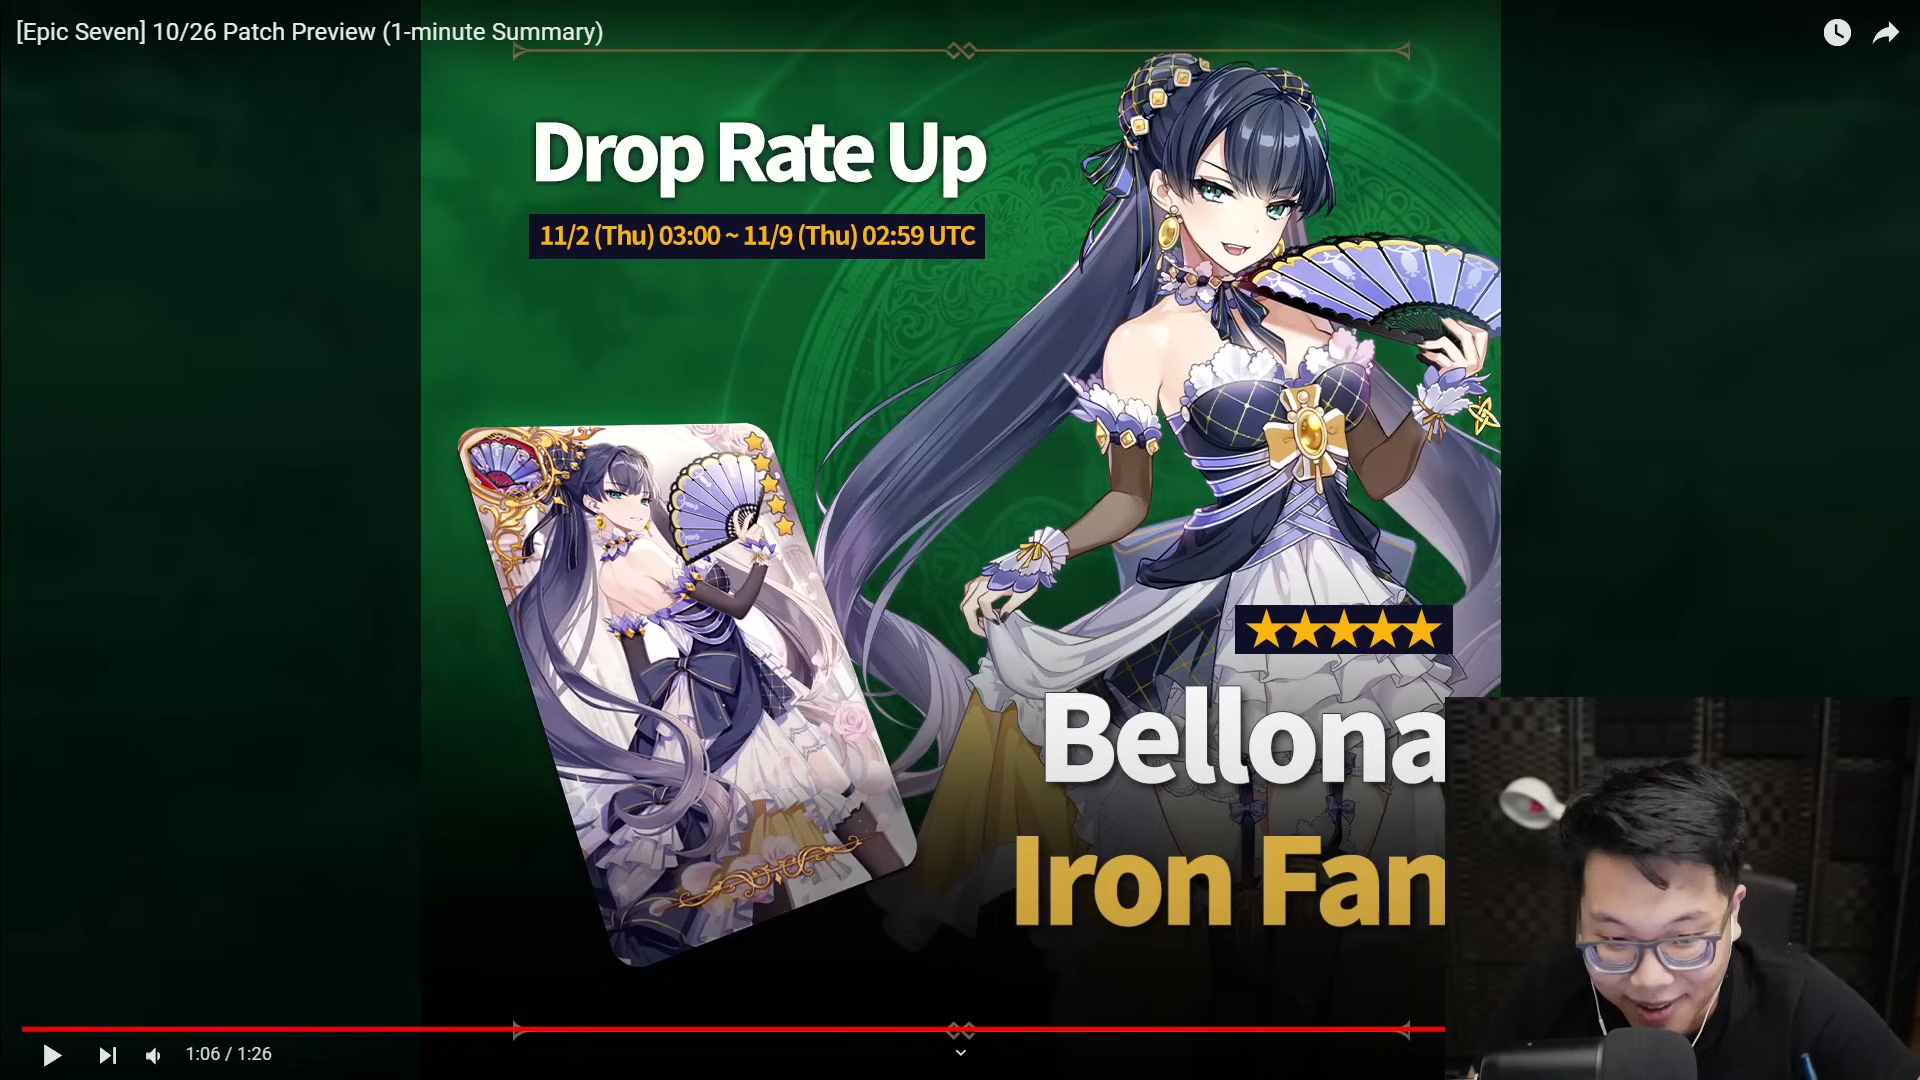 [Epic Seven] 10/26 Patch Preview (1-minute Summary)
Drop Rate Up
11/2 (Thu) 03:00 ~ 11/9 (Thu) 02:59 UTC
Bellona
Iron Fan
1:06 / 1:26